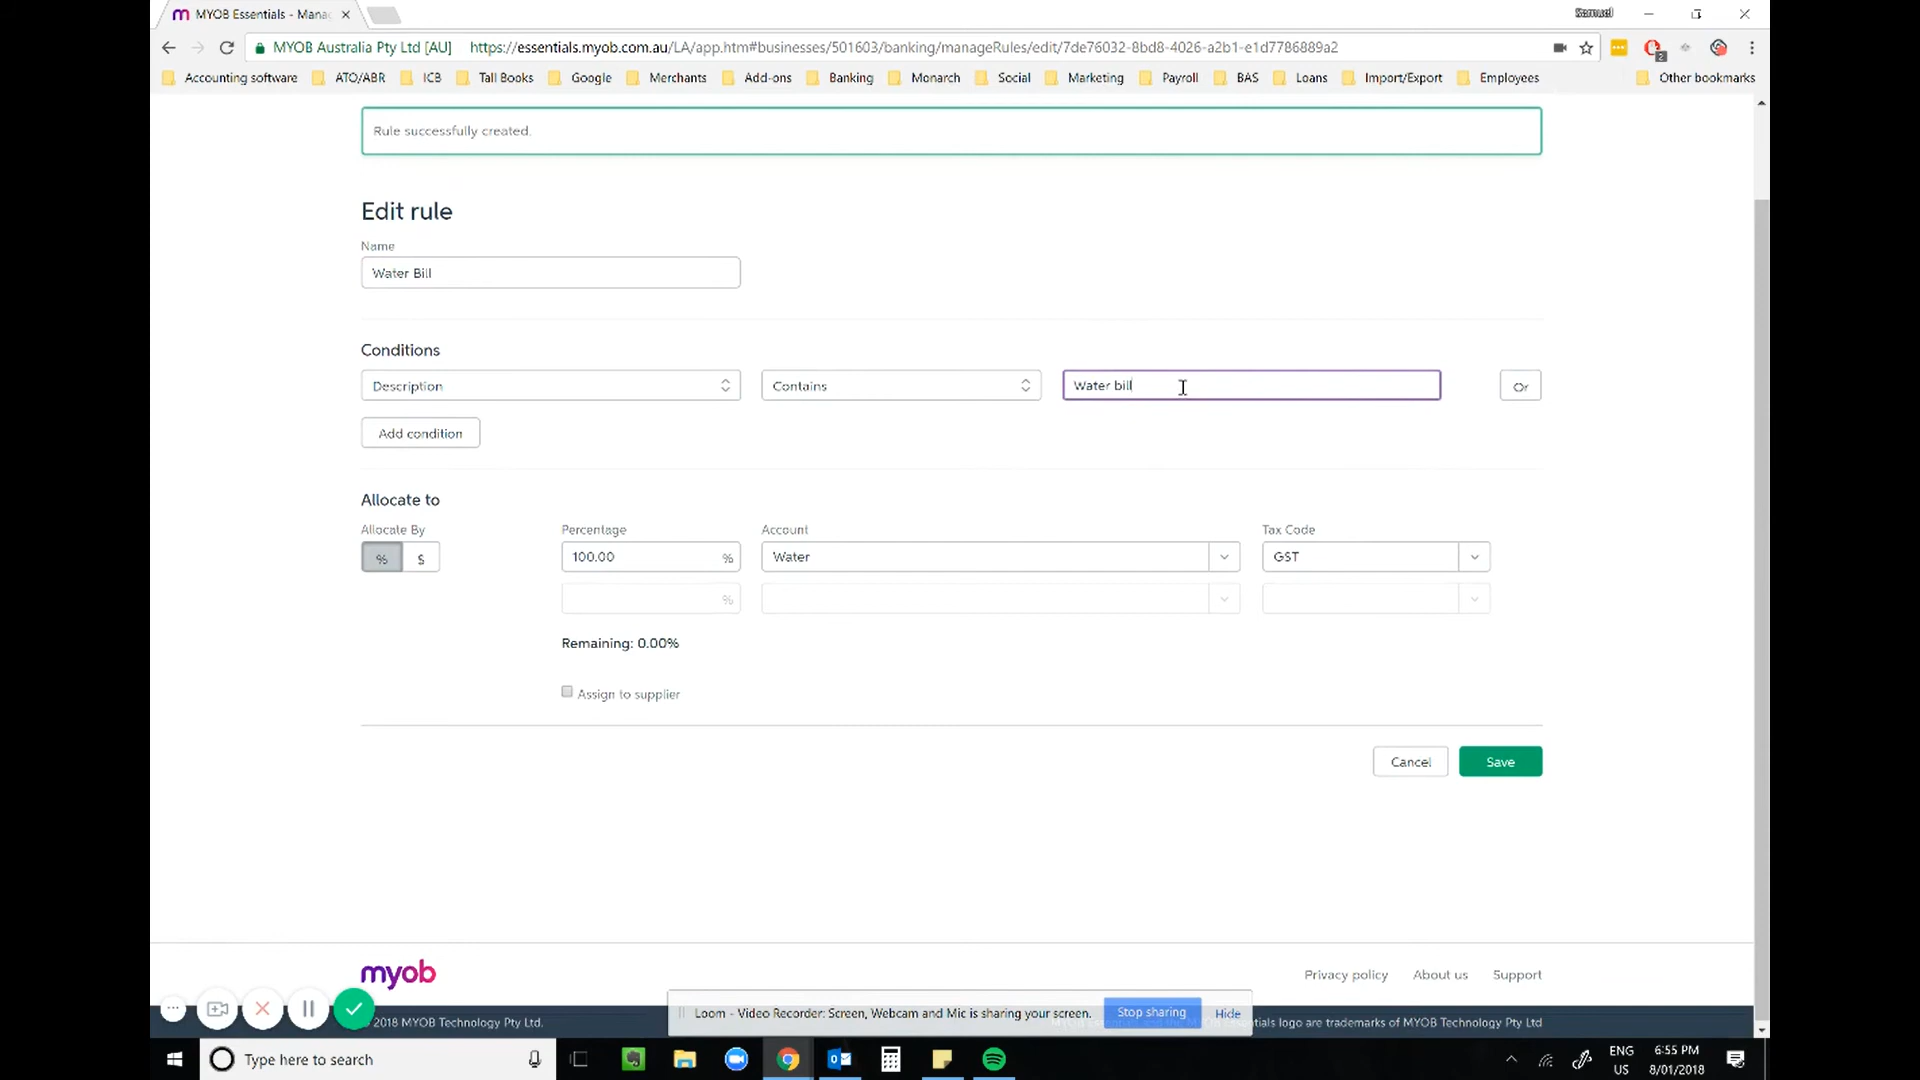 MYOB Essentials - Mana
Samuel
MYOB Australia Pty Ltd [AU]
https://essentials.myob.com.au/LA/app.htm#businesses/501603/banking/manageRules/edit/7de76032-8bd8-4026-a2b1-e1d7786889a2
2
Accounting software
ATO/ABR
ICB
Tall Books
Google
Merchants
Add-ons
Banking
Monarch
Social
Marketing
Payroll
BAS
Loans
Import/Export
Employees
Other bookmarks
Rule successfully created.
Edit rule
Name
Water Bill
Conditions
Description
Contains
Water bill
Or
Add condition
Allocate to
Allocate By
Percentage
Account
Tax Code
% $
100.00 %
Water
GST
%
Remaining: 0.00%
Assign to supplier
Cancel
Save
myob
Privacy policy
About us
Support
Loom - Video Recorder: Screen, Webcam and Mic is sharing your screen.
Stop sharing
Hide
2018 MYOB Technology Pty Ltd.
entials logo are trademarks of MYOB Technology Pty Ltd
Type here to search
ENG
US
6:55 PM
8/01/2018